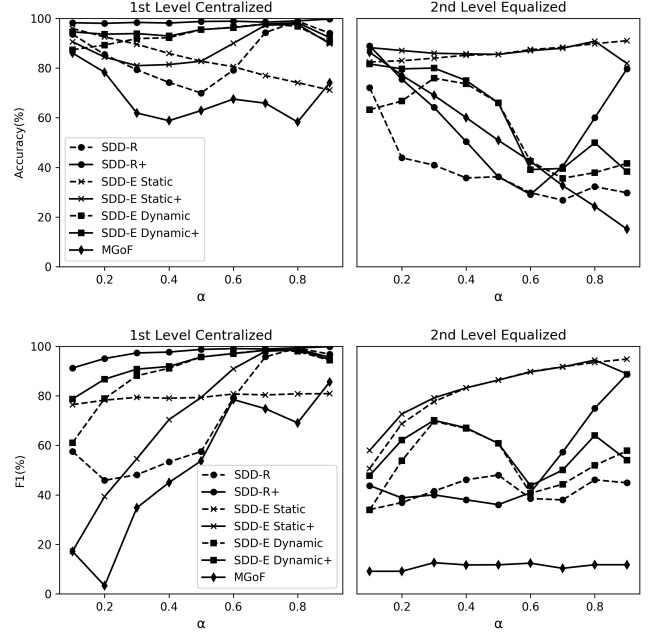 1st Level Centralized
2nd Level Equalized
100
80
60
40
20
0
Accuracy(%)
SDD-R
SDD-R+
SDD-E Static
SDD-E Static+
SDD-E Dynamic
SDD-E Dynamic+
MGoF
0.2 0.4 0.6 0.8
α
0.2 0.4 0.6 0.8
α
1st Level Centralized
2nd Level Equalized
100
80
60
40
20
0
F1(%)
SDD-R
SDD-R+
SDD-E Static
SDD-E Static+
SDD-E Dynamic
SDD-E Dynamic+
MGoF
0.2 0.4 0.6 0.8
α
0.2 0.4 0.6 0.8
α